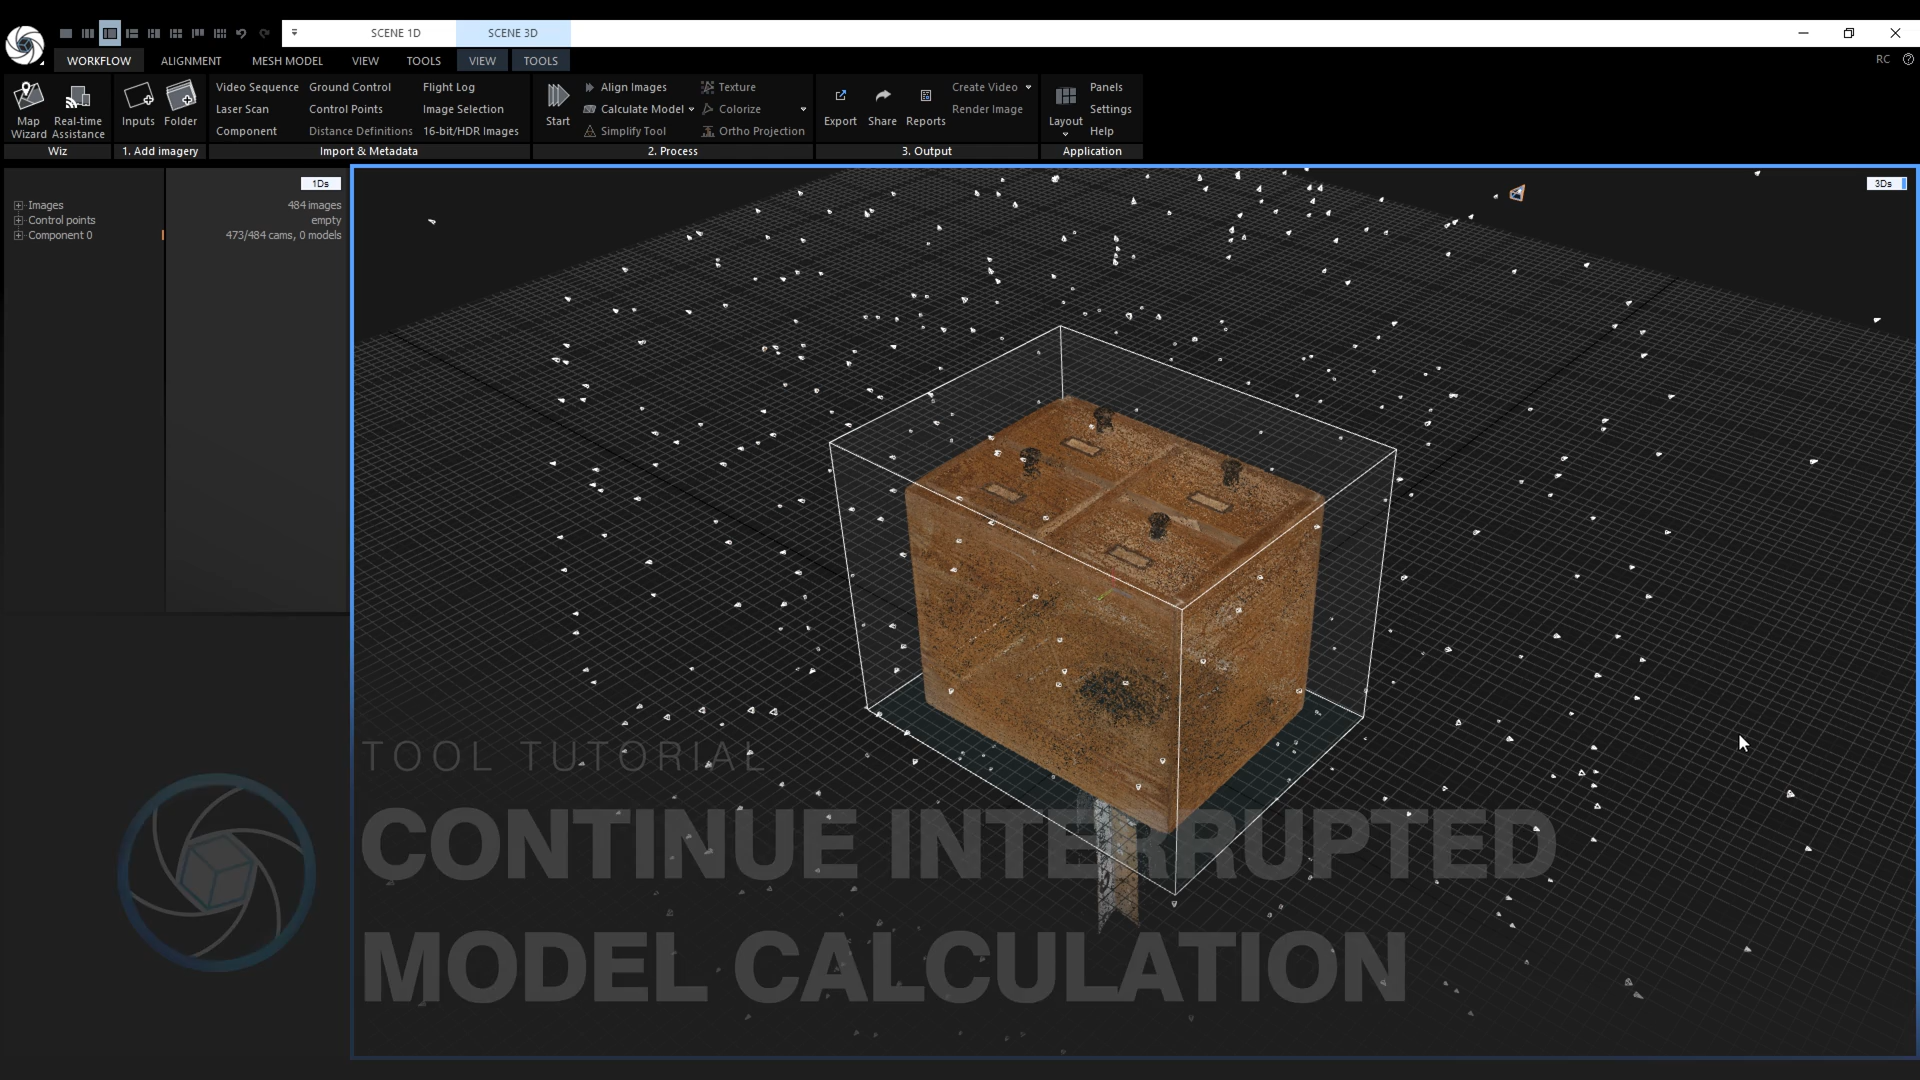 SCENE 1D
SCENE 3D
WORKFLOW
ALIGNMENT
MESH MODEL
VIEW
TOOLS
VIEW
TOOLS
RC
Map Wizard
Real-time Assistance
Wiz
Inputs
Folder
1. Add imagery
Video Sequence
Ground Control
Flight Log
Laser Scan
Control Points
Image Selection
Component
Distance Definitions
16-bit/HDR Images
Import & Metadata
Start
Align Images
Texture
Calculate Model
Colorize
Simplify Tool
Ortho Projection
2. Process
Export
Share
Reports
Create Video
Render Image
3. Output
Layout
Panels
Settings
Help
Application
1Ds
Images 484 images
Control points empty
Component 0 473/484 cams, 0 models
3Ds
TOOL TUTORIAL
CONTINUE INTERRUPTED
MODEL CALCULATION